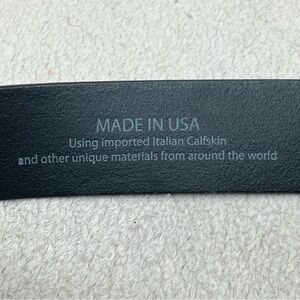 MADE IN USA
Using imported Italian Calfskin
and other unique materials from around the world